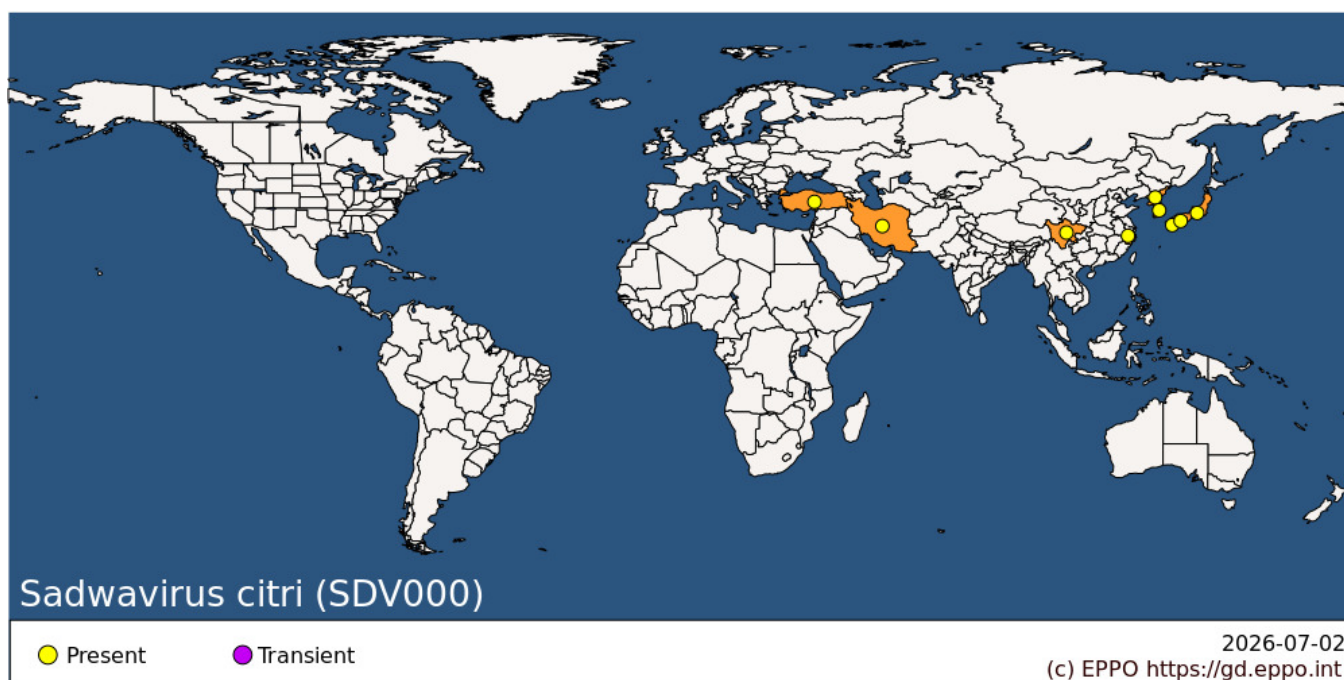 Sadwavirus citri (SDV000)
Present
Transient
2026-07-02
(c) EPPO https://gd.eppo.int